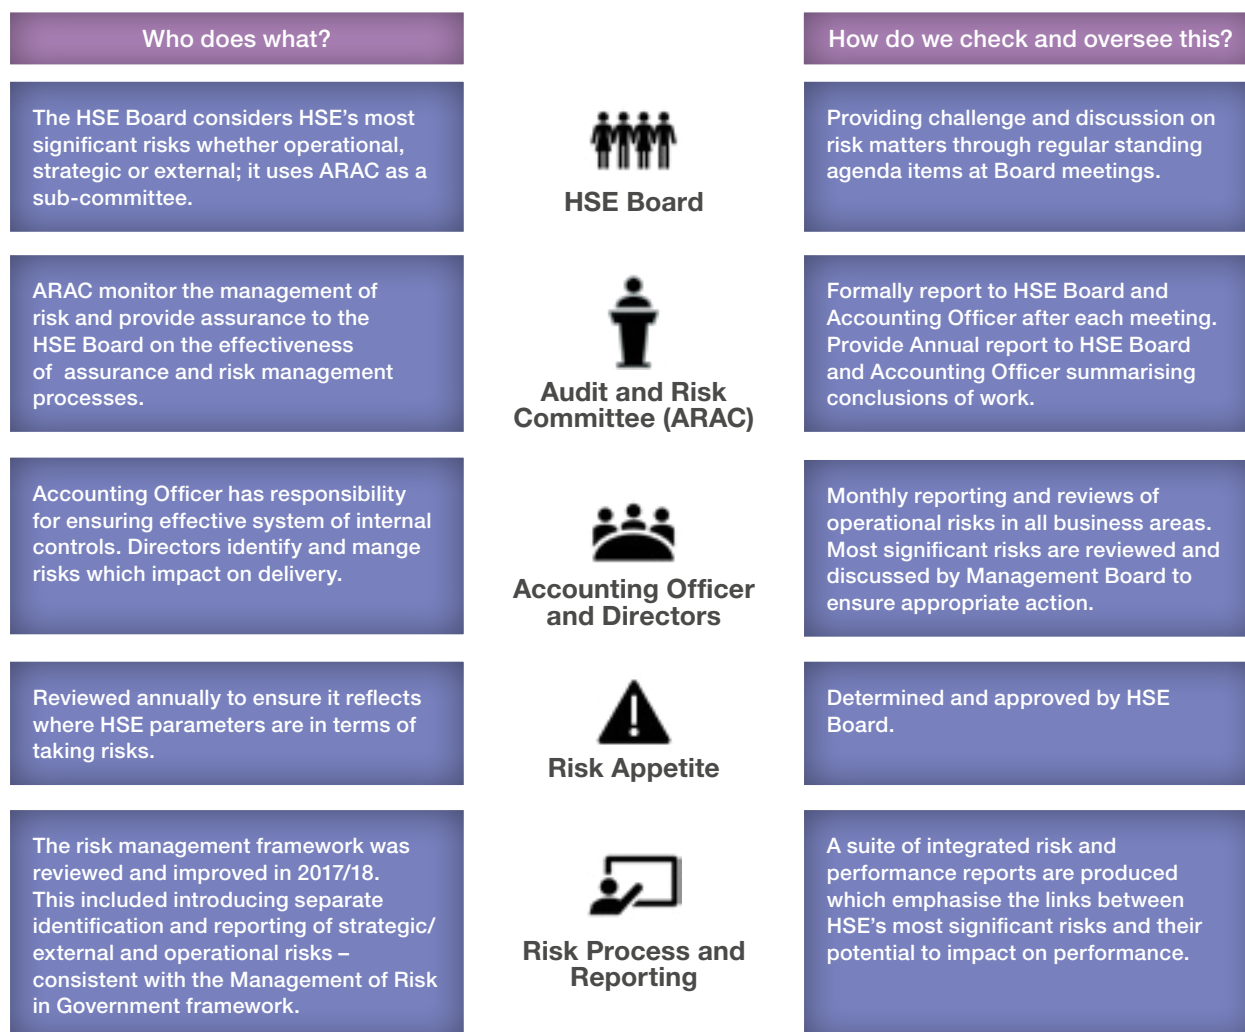 Who does what?
How do we check and oversee this?
The HSE Board considers HSE's most
significant risks whether operational,
strategic or external; it uses ARAC as a
sub-committee.
HSE Board
Providing challenge and discussion on
risk matters through regular standing
agenda items at Board meetings.
ARAC monitor the management of
risk and provide assurance to the
HSE Board on the effectiveness
of assurance and risk management
processes.
Audit and Risk
Committee (ARAC)
Formally report to HSE Board and
Accounting Officer after each meeting.
Provide Annual report to HSE Board
and Accounting Officer summarising
conclusions of work.
Accounting Officer has responsibility
for ensuring effective system of internal
controls. Directors identify and mange
risks which impact on delivery.
Accounting Officer
and Directors
Monthly reporting and reviews of
operational risks in all business areas.
Most significant risks are reviewed and
discussed by Management Board to
ensure appropriate action.
Reviewed annually to ensure it reflects
where HSE parameters are in terms of
taking risks.
Risk Appetite
Determined and approved by HSE
Board.
The risk management framework was
reviewed and improved in 2017/18.
This included introducing separate
identification and reporting of strategic/
external and operational risks –
consistent with the Management of Risk
in Government framework.
Risk Process and
Reporting
A suite of integrated risk and
performance reports are produced
which emphasise the links between
HSE's most significant risks and their
potential to impact on performance.